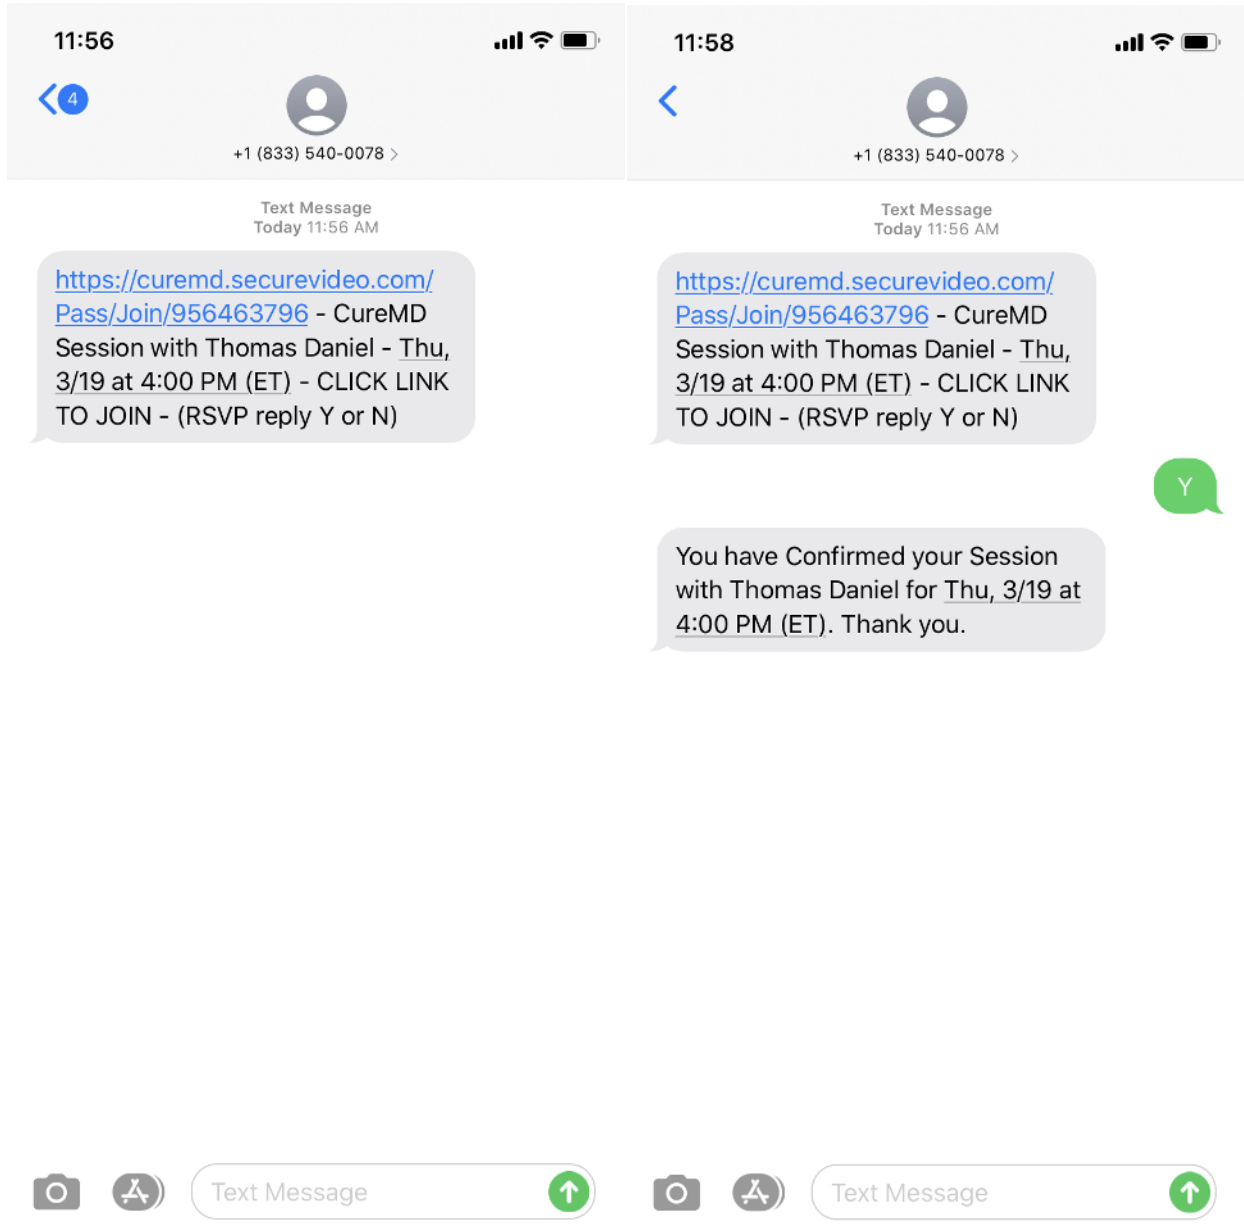 11:56
4
+1 (833) 540-0078
Text Message
Today 11:56 AM
https://curemd.securevideo.com/
Pass/Join/956463796 - CureMD
Session with Thomas Daniel - Thu,
3/19 at 4:00 PM (ET) - CLICK LINK
TO JOIN - (RSVP reply Y or N)
Text Message
11:58
+1 (833) 540-0078
Text Message
Today 11:56 AM
https://curemd.securevideo.com/
Pass/Join/956463796 - CureMD
Session with Thomas Daniel - Thu,
3/19 at 4:00 PM (ET) - CLICK LINK
TO JOIN - (RSVP reply Y or N)
Y
You have Confirmed your Session
with Thomas Daniel for Thu, 3/19 at
4:00 PM (ET). Thank you.
Text Message